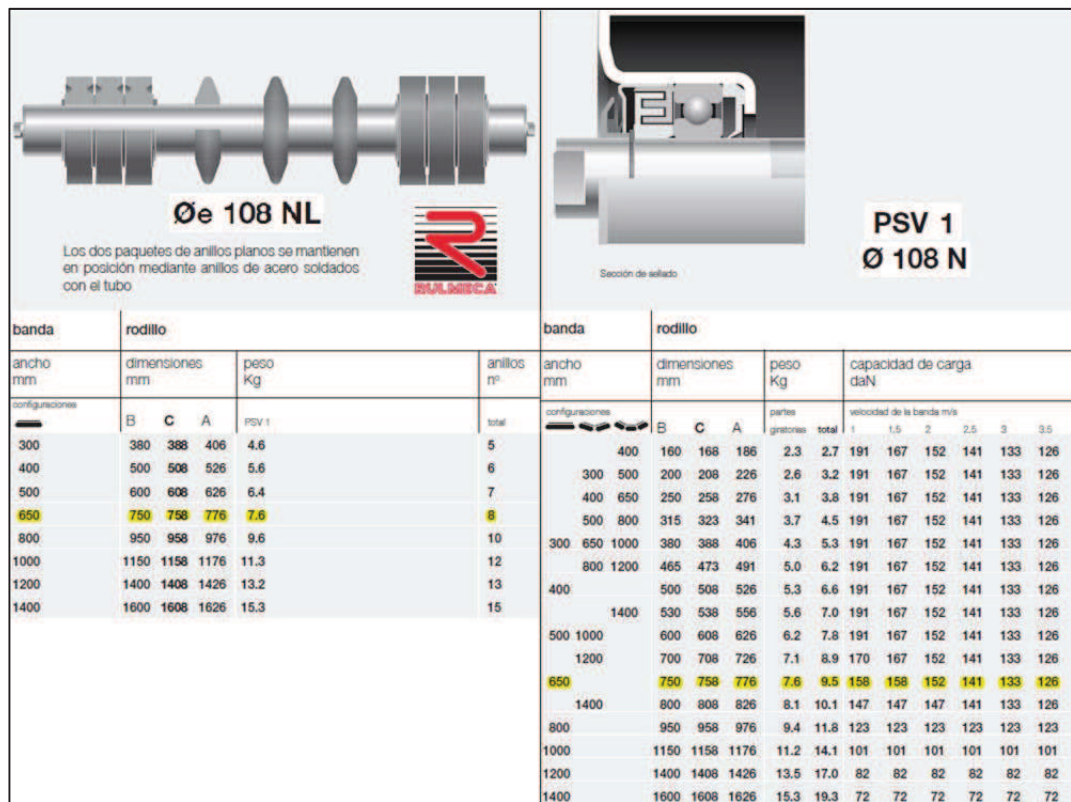 Øe 108 NL
Los dos paquetes de anillos planos se mantienen
en posición mediante anillos de acero soldados
con el tubo
RULMECA
banda rodillo
ancho dimensiones peso anillos
mm mm Kg nº
configuraciones B C A PSV 1 total
300 380 388 406 4.6 5
400 500 508 526 5.6 6
500 600 608 626 6.4 7
650 750 758 776 7.6 8
800 950 958 976 9.6 10
1000 1150 1158 1176 11.3 12
1200 1400 1408 1426 13.2 13
1400 1600 1608 1626 15.3 15
PSV 1
Ø 108 N
Sección de sellado
banda rodillo
ancho dimensiones peso capacidad de carga
mm mm Kg daN
configuraciones partes velocidad de la banda m/s
B C A giratorias total 1 1,5 2 2.5 3 3.5
400 160 168 186 2.3 2.7 191 167 152 141 133 126
300 500 200 208 226 2.6 3.2 191 167 152 141 133 126
400 650 250 258 276 3.1 3.8 191 167 152 141 133 126
500 800 315 323 341 3.7 4.5 191 167 152 141 133 126
300 650 1000 380 388 406 4.3 5.3 191 167 152 141 133 126
800 1200 465 473 491 5.0 6.2 191 167 152 141 133 126
400 500 508 526 5.3 6.6 191 167 152 141 133 126
1400 530 538 556 5.6 7.0 191 167 152 141 133 126
500 1000 600 608 626 6.2 7.8 191 167 152 141 133 126
1200 700 708 726 7.1 8.9 170 167 152 141 133 126
650 750 758 776 7.6 9.5 158 158 152 141 133 126
1400 800 808 826 8.1 10.1 147 147 147 141 133 126
800 950 958 976 9.4 11.8 123 123 123 123 123 123
1000 1150 1158 1176 11.2 14.1 101 101 101 101 101 101
1200 1400 1408 1426 13.5 17.0 82 82 82 82 82 82
1400 1600 1608 1626 15.3 19.3 72 72 72 72 72 72